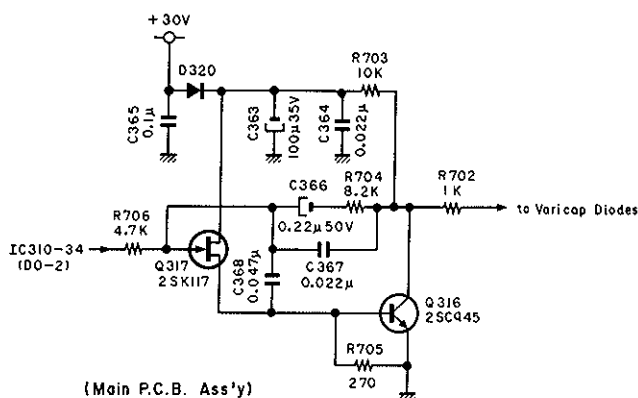 +30V
D320
R703
10K
C365
0.1μ
C363
100μ35V
C364
0.022μ
R704
8.2K
R702
1K
C366
0.22μ50V
to Varicap Diodes
R706
4.7K
IC310-34
(DO-2)
Q317
2SK117
C368
0.047μ
C367
0.022μ
Q316
2SC945
R705
270
(Main P.C.B. Ass'y)